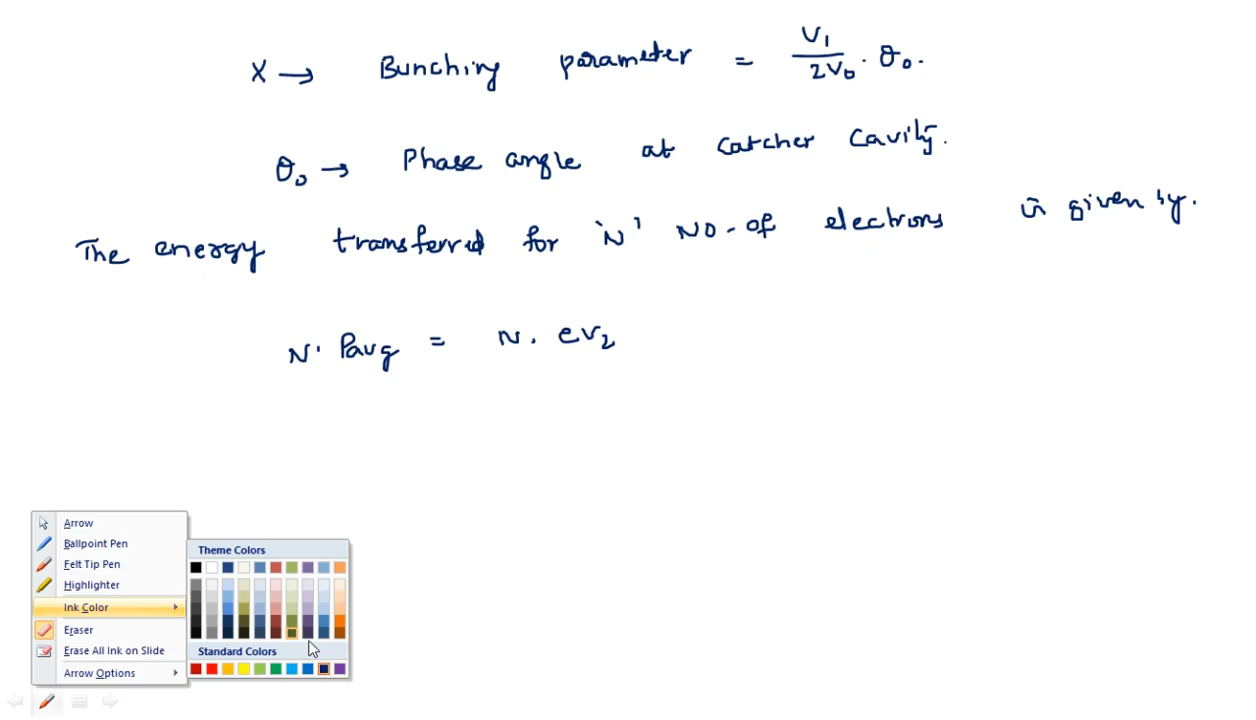 X → Bunching parameter = V1/2V0 . θ0.
θ0 → Phase angle at catcher cavity.
The energy transferred for 'N' NO. of electrons is given by.
N. Pavg = N. eV2
Arrow
Ballpoint Pen
Felt Tip Pen
Highlighter
Ink Color
Eraser
Erase All Ink on Slide
Arrow Options
Theme Colors
Standard Colors